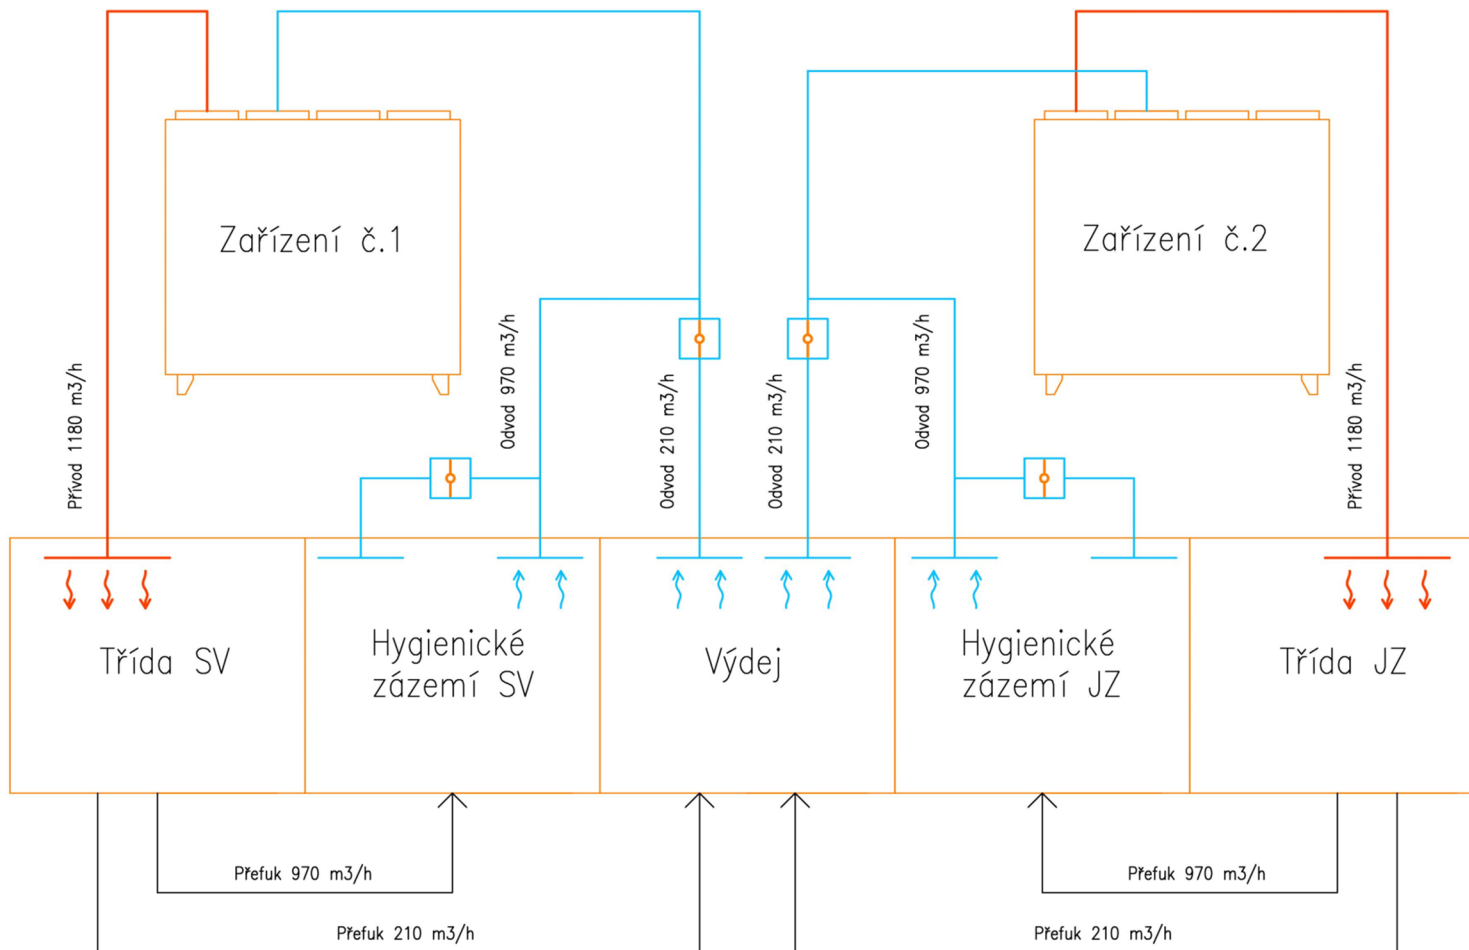 Zařízení č.1
Zařízení č.2
Přívod 1180 m3/h
Odvod 970 m3/h
Odvod 210 m3/h
Odvod 210 m3/h
Odvod 970 m3/h
Přívod 1180 m3/h
Třída SV
Hygienické
zázemí SV
Výdej
Hygienické
zázemí JZ
Třída JZ
Přefuk 970 m3/h
Přefuk 970 m3/h
Přefuk 210 m3/h
Přefuk 210 m3/h